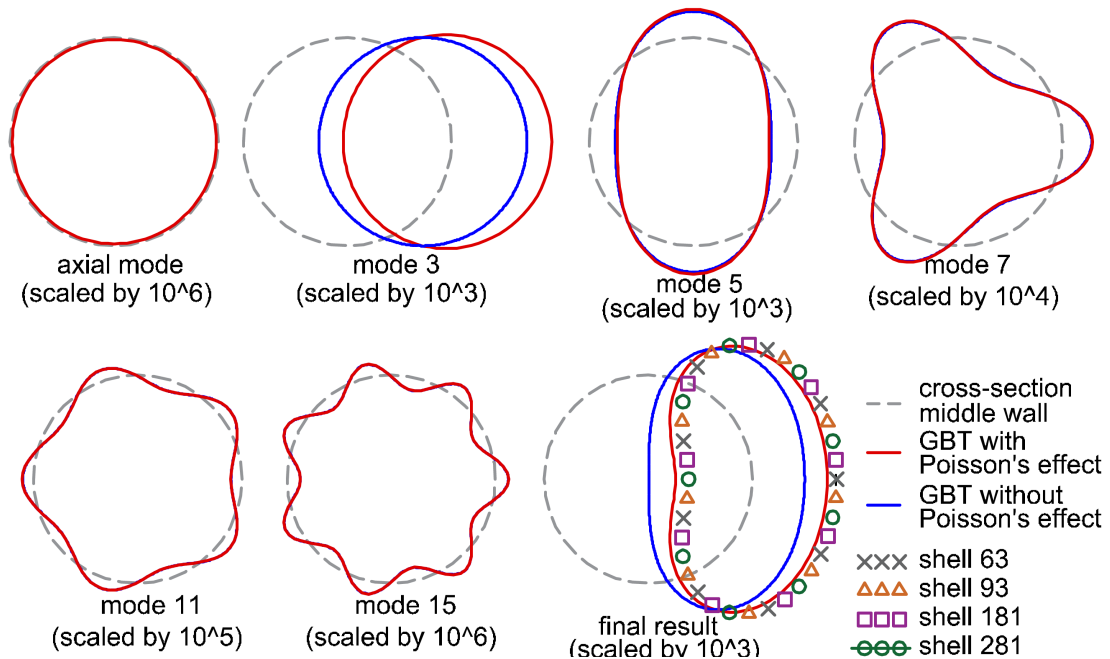 axial mode
(scaled by 10^6)
mode 3
(scaled by 10^3)
mode 5
(scaled by 10^3)
mode 7
(scaled by 10^4)
mode 11
(scaled by 10^5)
mode 15
(scaled by 10^6)
final result
(scaled by 10^3)
cross-section
middle wall
GBT with
Poisson's effect
GBT without
Poisson's effect
shell 63
shell 93
shell 181
shell 281